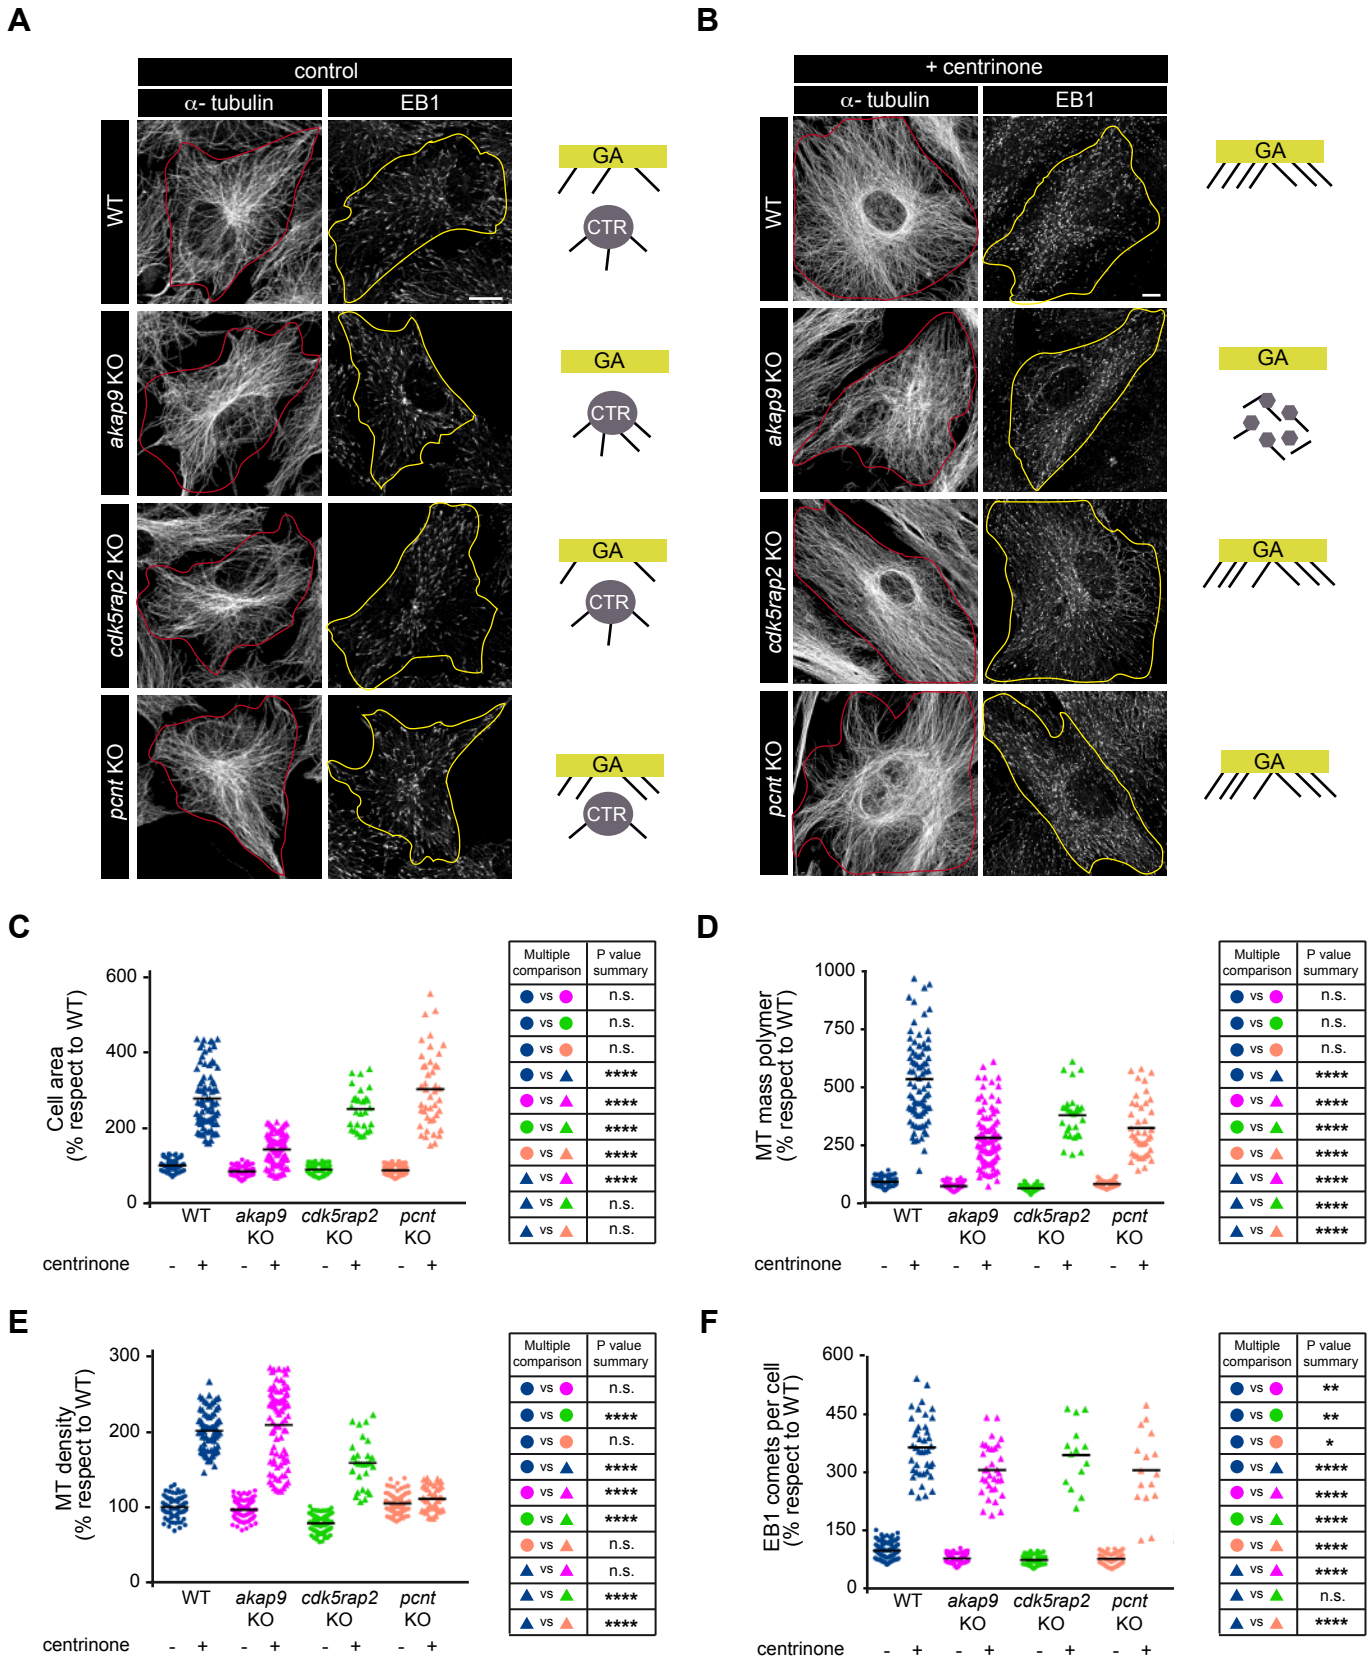 A
control
α- tubulin
EB1
WT
GA
CTR
akap9 KO
GA
CTR
cdk5rap2 KO
GA
CTR
pcnt KO
GA
CTR
B
+ centrinone
α- tubulin
EB1
WT
GA
akap9 KO
GA
cdk5rap2 KO
GA
pcnt KO
GA
C
Cell area
(% respect to WT)
600
400
200
0
WT
akap9 KO
cdk5rap2 KO
pcnt KO
centrinone - + - + - + - +
Multiple comparison
P value summary
vs n.s.
vs n.s.
vs n.s.
vs ****
vs ****
vs ****
vs ****
vs ****
vs n.s.
vs n.s.
D
MT mass polymer
(% respect to WT)
1000
750
500
250
0
WT
akap9 KO
cdk5rap2 KO
pcnt KO
centrinone - + - + - + - +
Multiple comparison
P value summary
vs n.s.
vs n.s.
vs n.s.
vs ****
vs ****
vs ****
vs ****
vs ****
vs ****
vs ****
E
MT density
(% respect to WT)
300
200
100
0
WT
akap9 KO
cdk5rap2 KO
pcnt KO
centrinone - + - + - + - +
Multiple comparison
P value summary
vs n.s.
vs ****
vs n.s.
vs ****
vs ****
vs ****
vs n.s.
vs n.s.
vs ****
vs ****
F
EB1 comets per cell
(% respect to WT)
600
450
300
150
0
WT
akap9 KO
cdk5rap2 KO
pcnt KO
centrinone - + - + - + - +
Multiple comparison
P value summary
vs **
vs **
vs *
vs ****
vs ****
vs ****
vs ****
vs ****
vs n.s.
vs ****